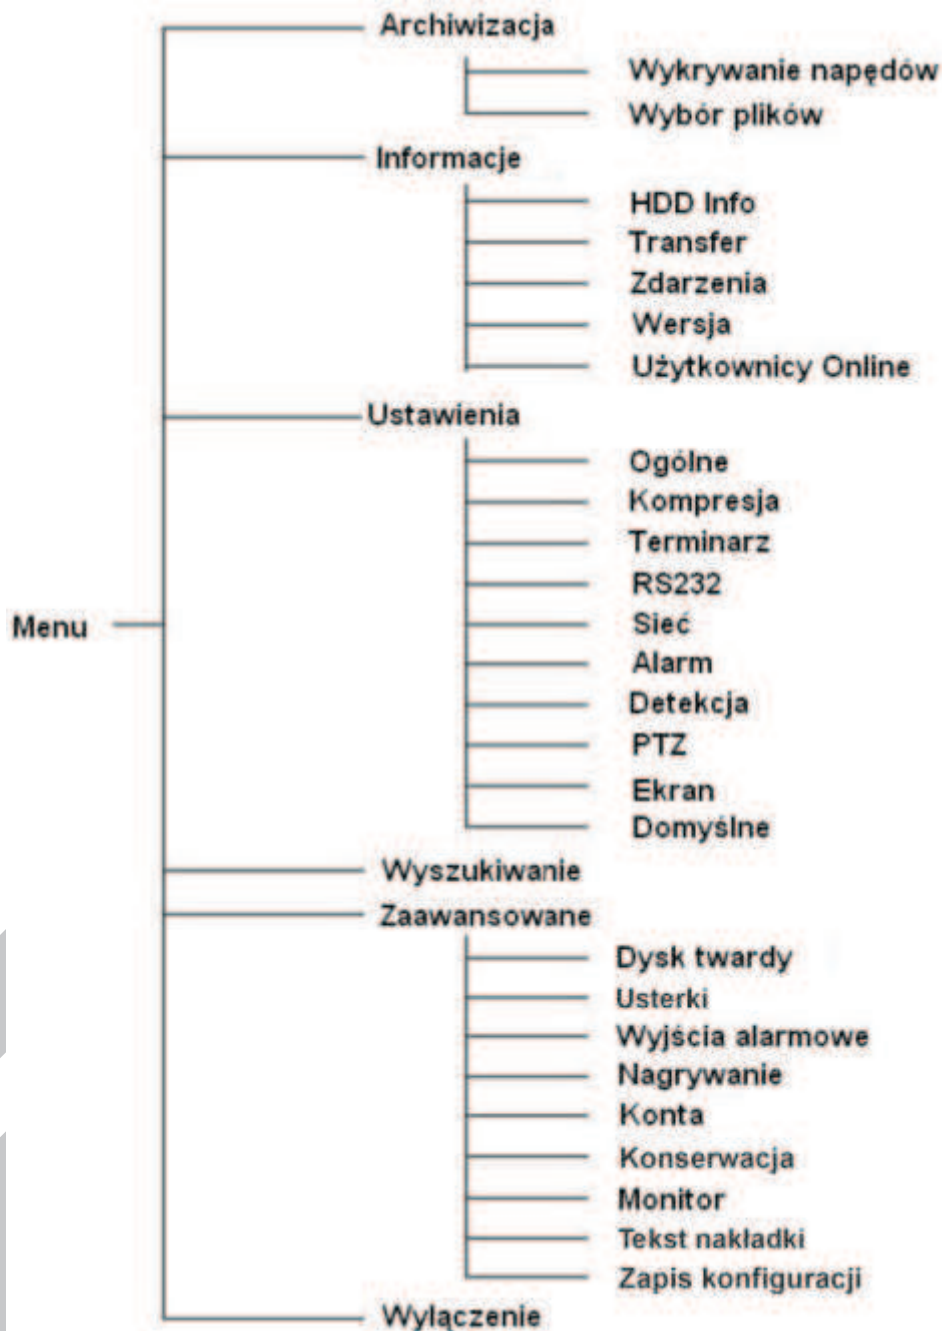 Archiwizacja
Wykrywanie napędów
Wybór plików
Informacje
HDD Info
Transfer
Zdarzenia
Wersja
Użytkownicy Online
Ustawienia
Ogólne
Kompresja
Terminarz
RS232
Sieć
Menu
Alarm
Detekcja
PTZ
Ekran
Domyślne
Wyszukiwanie
Zaawansowane
Dysk twardy
Usterki
Wyjścia alarmowe
Nagrywanie
Konta
Konserwacja
Monitor
Tekst nakładki
Zapis konfiguracji
Wyłączenie